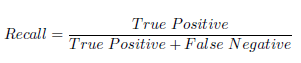 Recall = True Positive / True Positive + False Negative